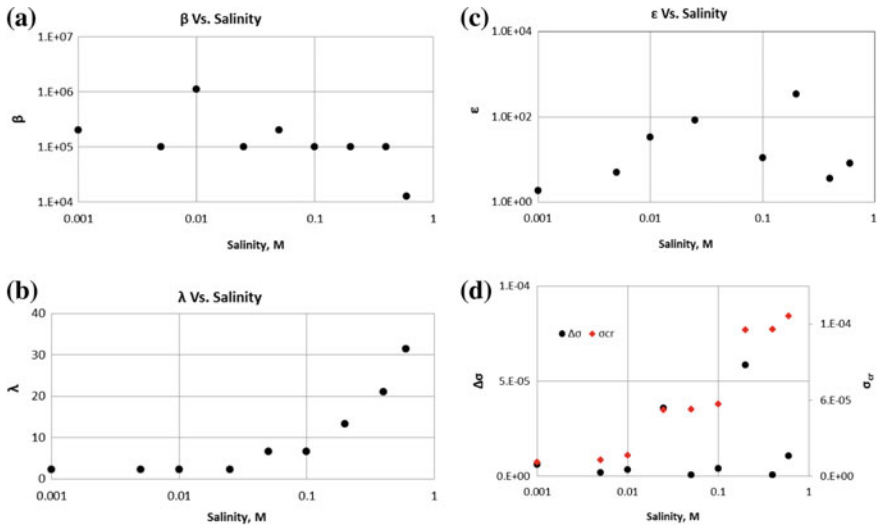 (a)
β Vs. Salinity
1.E+07
1.E+06
1.E+05
1.E+04
β
0.001 0.01 0.1 1
Salinity, M
(c)
ε Vs. Salinity
1.0E+04
1.0E+02
1.0E+00
ε
0.001 0.01 0.1 1
Salinity, M
(b)
λ Vs. Salinity
40
30
20
10
0
λ
0.001 0.01 0.1 1
Salinity, M
(d)
1.E-04
5.E-05
0.E+00
Δσ
Δσ σcr
1.E-04
6.E-05
0.E+00
σcr
0.001 0.01 0.1 1
Salinity, M